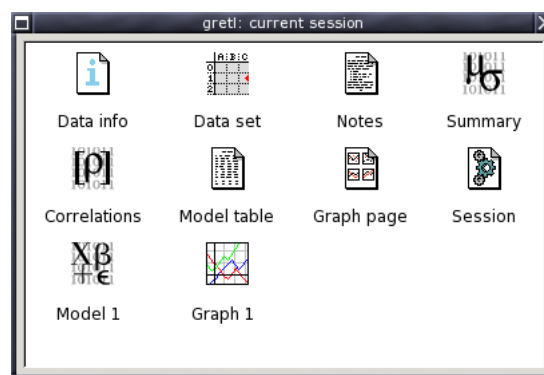 gretl: current session
Data info
Data set
Notes
Summary
Correlations
Model table
Graph page
Session
Model 1
Graph 1